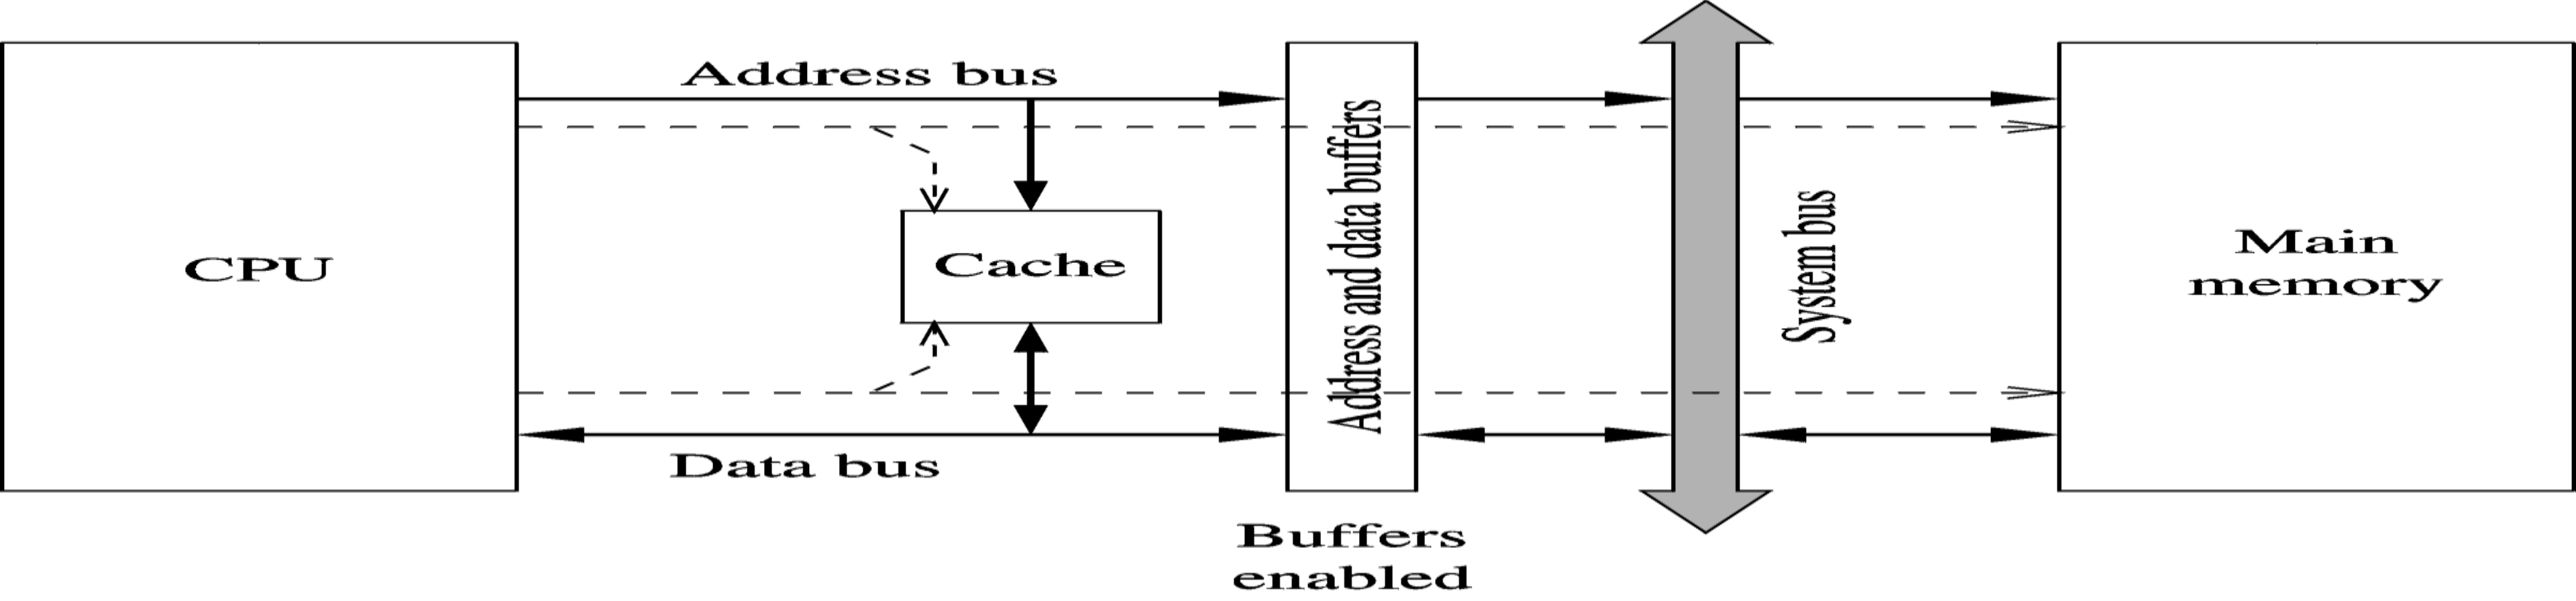 Address bus
CPU
Cache
Address and data buffers
System bus
Main
memory
Data bus
Buffers
enabled